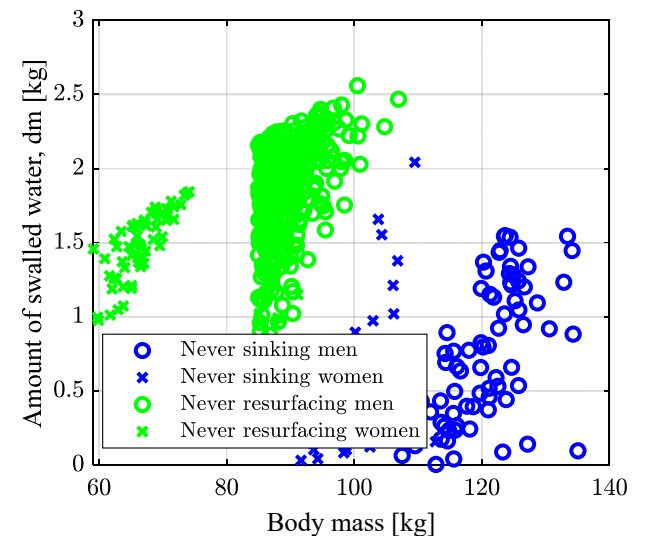 3
2.5
2
1.5
1
0.5
0
Amount of swalled water, dm [kg]
Never sinking men
Never sinking women
Never resurfacing men
Never resurfacing women
60 80 100 120 140
Body mass [kg]